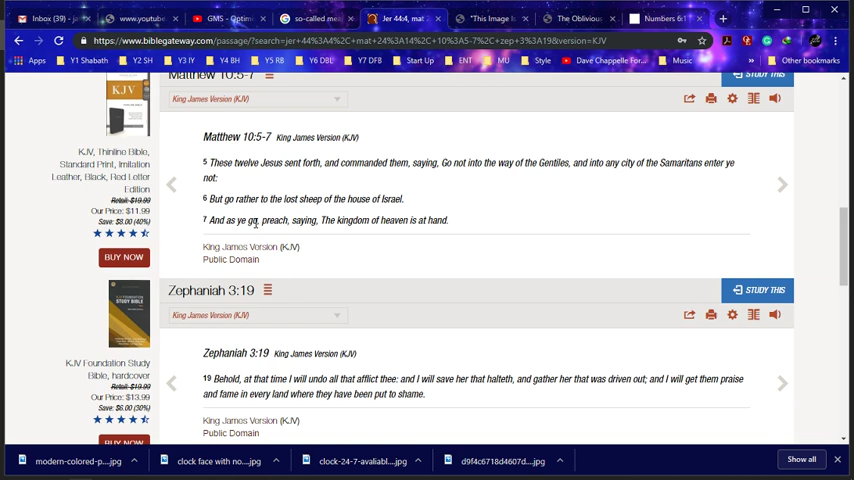 Inbox (9) - j
www.youtube
GMS - Optim
so-called.mea
Jer 44:4, mat 2
"This Image Is
The Oblivious
Numbers 6:1
https://www.biblegateway.com/passage/?search=jer+44%3A4%2C+mat+24%3A14%2C+10%3A5-7%2C+zep+3%3A19&version=KJV
Apps
Y1 Shabath
Y2 SH
Y3 IY
Y4 BH
Y5 RB
Y6 DBL
Y7 DFB
Start Up
ENT
MU
Style
Dave Chappelle For...
Music
Other bookmarks
Matthew 10:5-7
STUDY THIS
King James Version (KJV)
KJV, Thinline Bible,
Standard Print, Imitation
Leather, Black, Red Letter
Edition
Retail: $19.99
Our Price: $11.99
Save: $8.00 (40%)
BUY NOW
Matthew 10:5-7 King James Version (KJV)
5 These twelve Jesus sent forth, and commanded them, saying, Go not into the way of the Gentiles, and into any city of the Samaritans enter ye
not:
6 But go rather to the lost sheep of the house of Israel.
7 And as ye go, preach, saying, The kingdom of heaven is at hand.
King James Version (KJV)
Public Domain
Zephaniah 3:19
STUDY THIS
King James Version (KJV)
KJV Foundation Study
Bible, hardcover
Retail: $19.99
Our Price: $13.99
Save: $6.00 (30%)
BUY NOW
Zephaniah 3:19 King James Version (KJV)
19 Behold, at that time I will undo all that afflict thee: and I will save her that halteth, and gather her that was driven out; and I will get them praise
and fame in every land where they have been put to shame.
King James Version (KJV)
Public Domain
modern-colored-p....jpg
clock face with no....jpg
clock-24-7-avaliabl....jpg
d9f4c6718d4607d....jpg
Show all